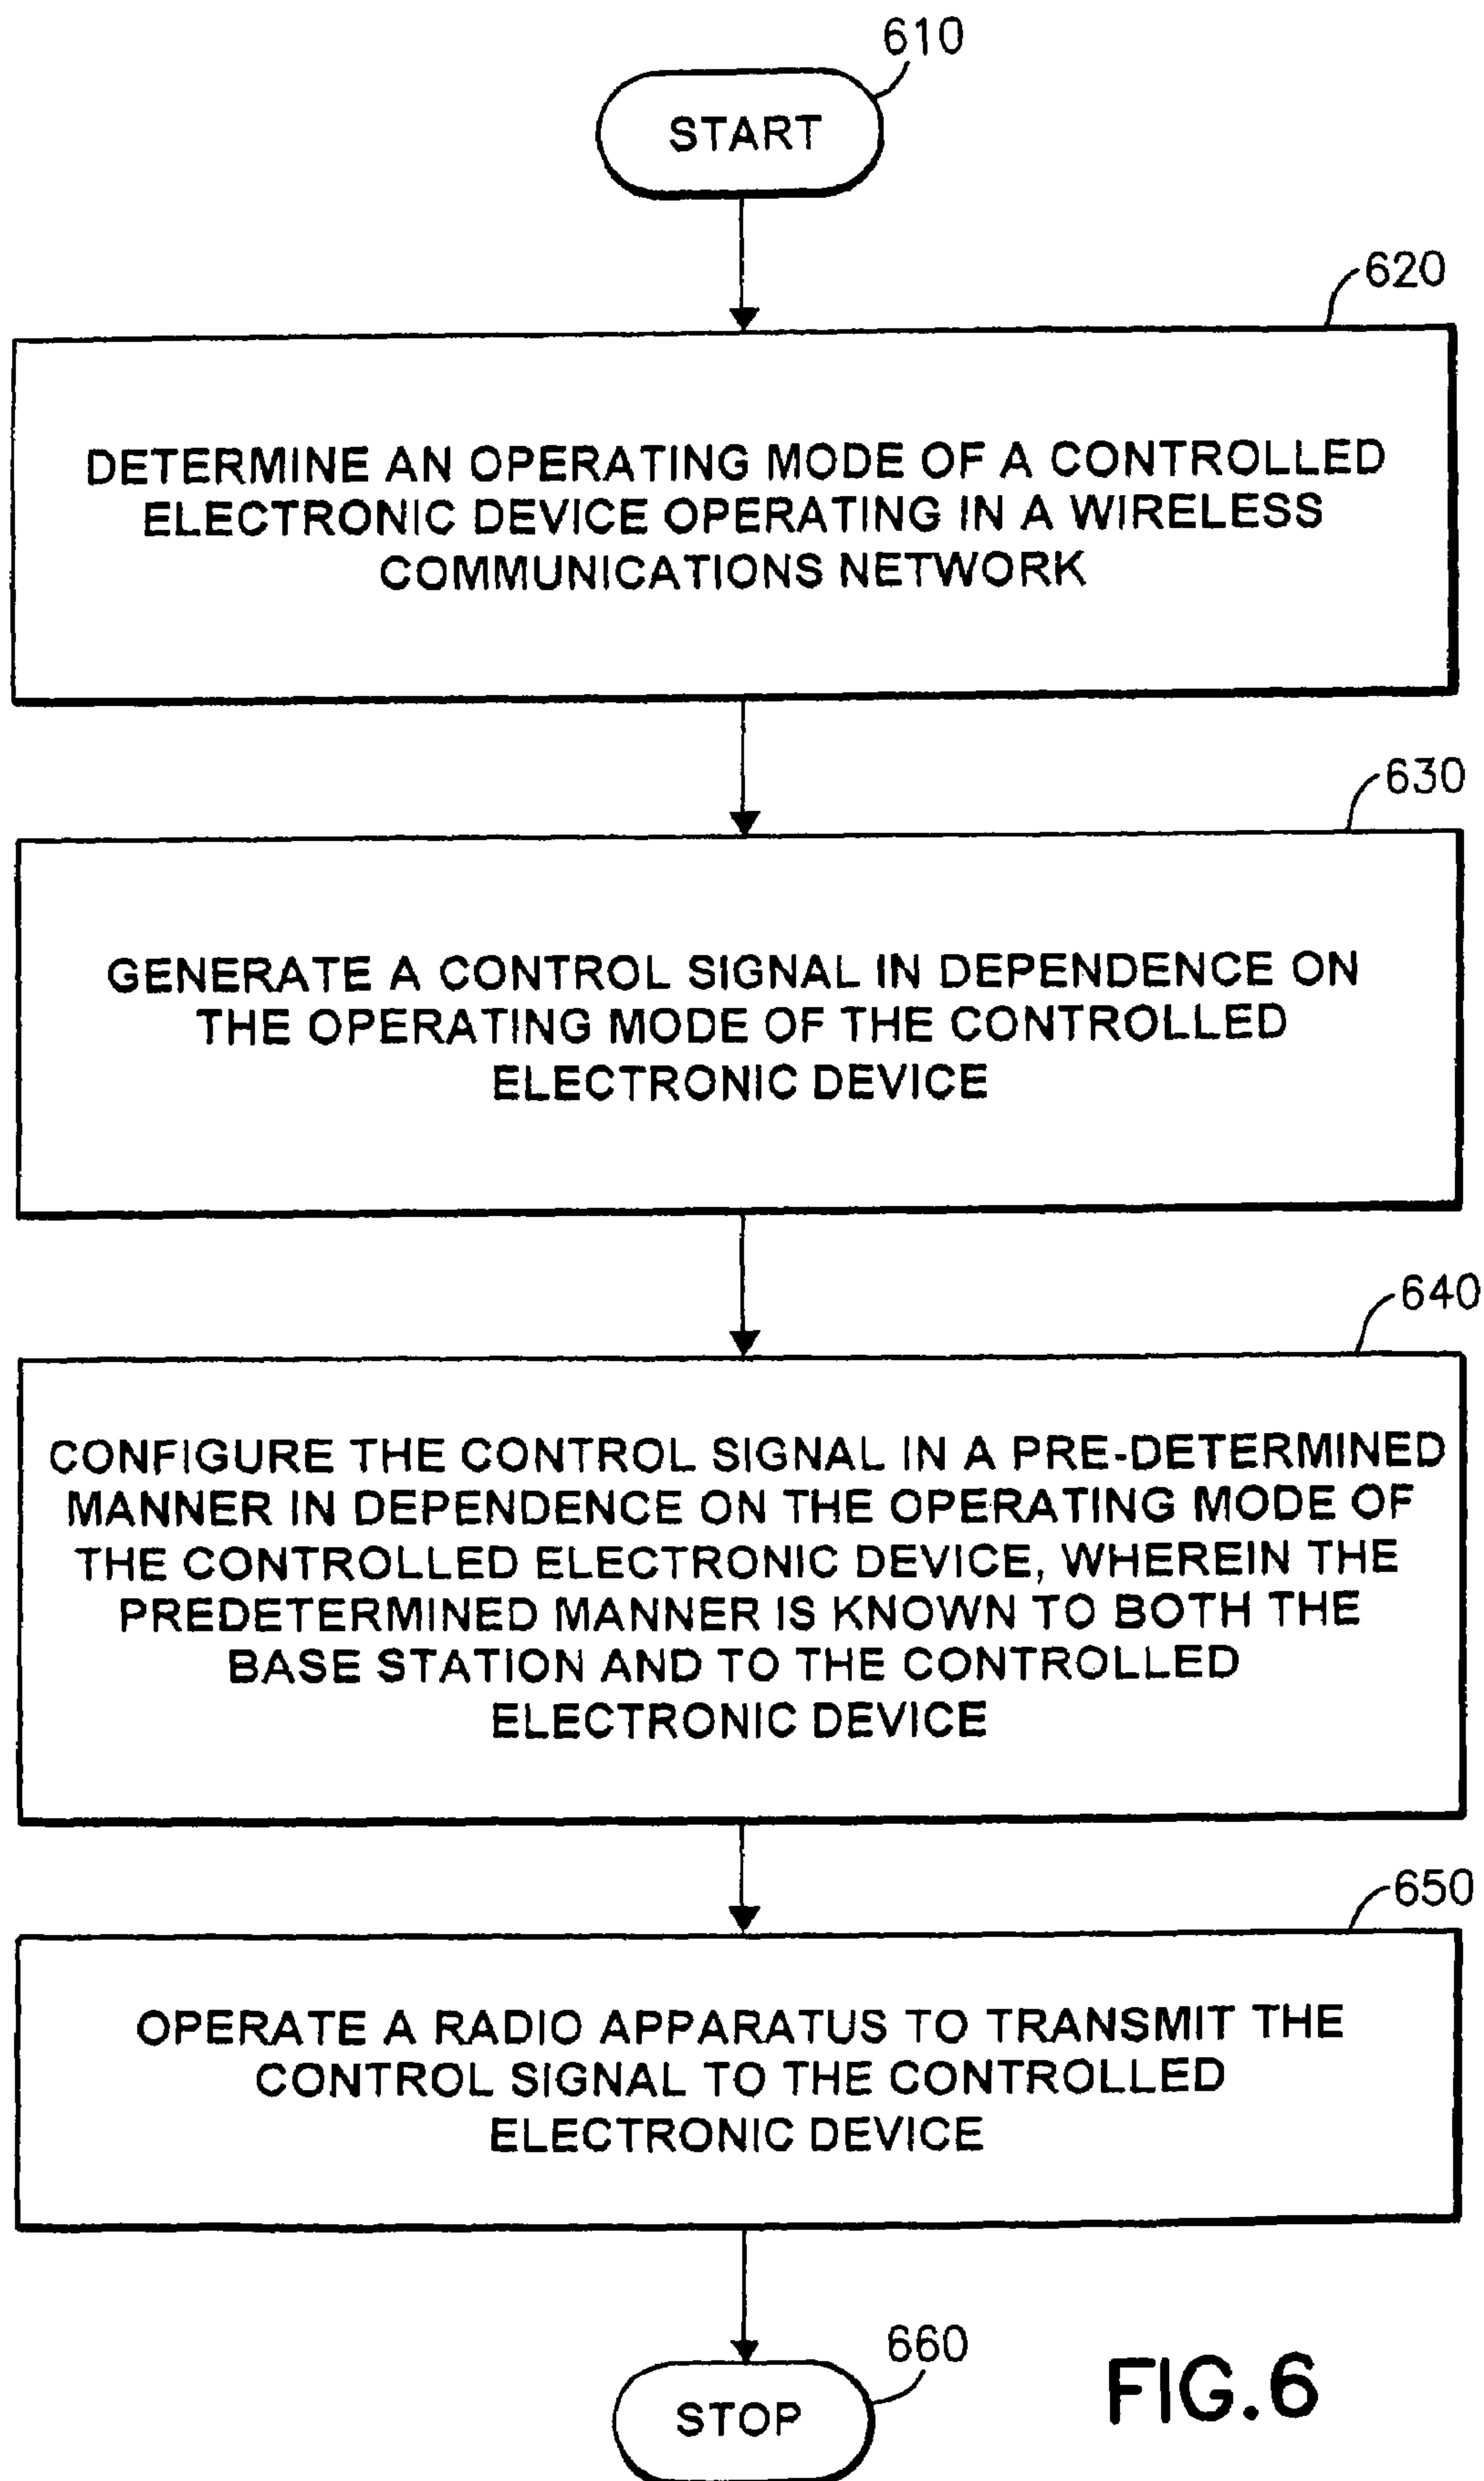 610
START
620
DETERMINE AN OPERATING MODE OF A CONTROLLED
ELECTRONIC DEVICE OPERATING IN A WIRELESS
COMMUNICATIONS NETWORK
630
GENERATE A CONTROL SIGNAL IN DEPENDENCE ON
THE OPERATING MODE OF THE CONTROLLED
ELECTRONIC DEVICE
640
CONFIGURE THE CONTROL SIGNAL IN A PRE-DETERMINED
MANNER IN DEPENDENCE ON THE OPERATING MODE OF
THE CONTROLLED ELECTRONIC DEVICE, WHEREIN THE
PREDETERMINED MANNER IS KNOWN TO BOTH THE
BASE STATION AND TO THE CONTROLLED
ELECTRONIC DEVICE
650
OPERATE A RADIO APPARATUS TO TRANSMIT THE
CONTROL SIGNAL TO THE CONTROLLED
ELECTRONIC DEVICE
660
STOP
FIG.6